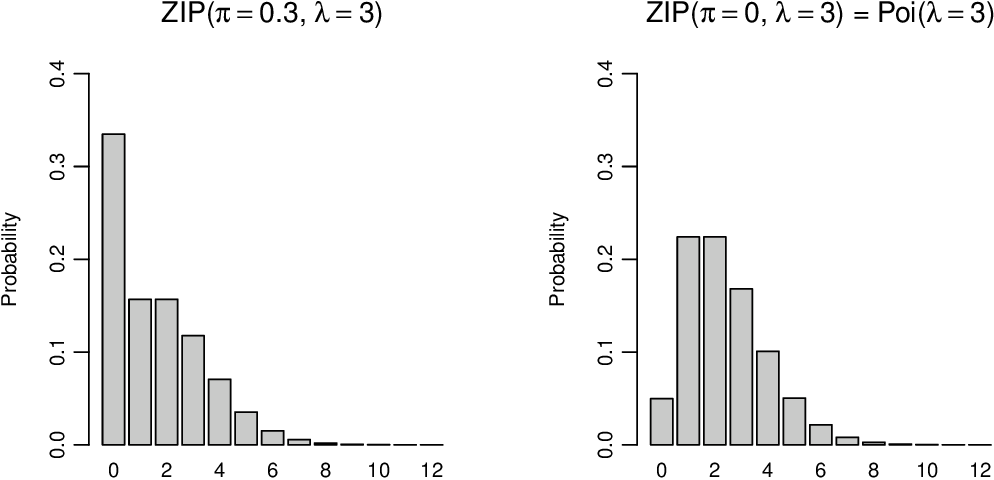 ZIP(π = 0.3, λ = 3)
Probability
0.4
0.3
0.2
0.1
0.0
0 2 4 6 8 10 12
ZIP(π = 0, λ = 3) = Poi(λ = 3)
Probability
0.4
0.3
0.2
0.1
0.0
0 2 4 6 8 10 12